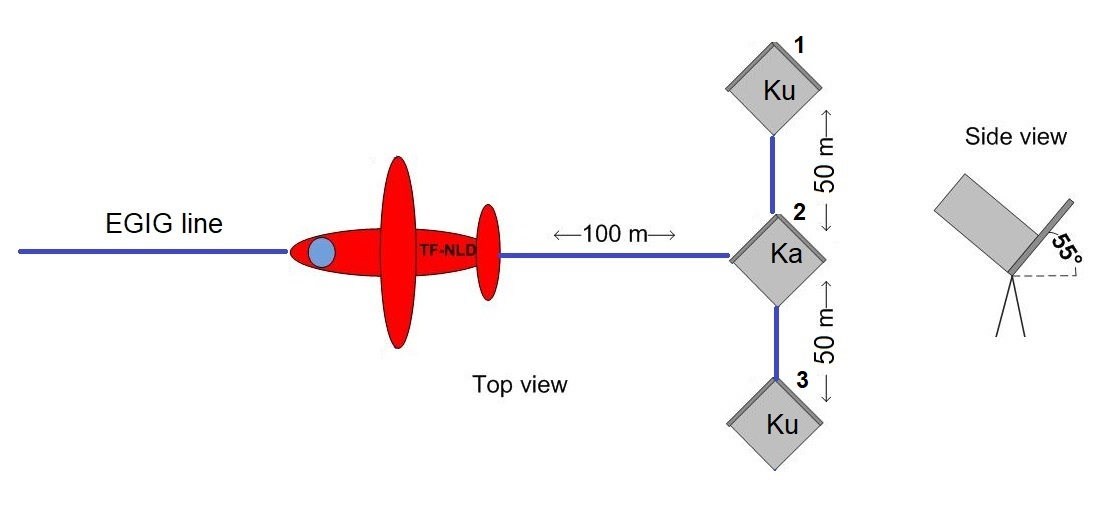 1
Ku
50 m
Side view
EGIG line
TF-NLD
100 m
2
Ka
55°
50 m
Top view
3
Ku